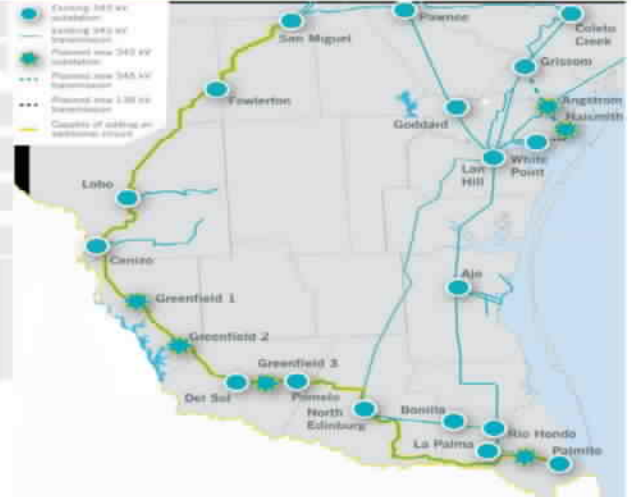 Existing 345 kV
substation
Existing 345 kV
transmission
Planned new 345 kV
substation
Planned new 345 kV
transmission
Planned new 138 kV
transmission
Capable of adding an
additional circuit
San Miguel
Pawnee
Coleto
Creek
Grissom
Fowlerton
Angstrom
Naismith
Goddard
Lon
Hill
White
Point
Lobo
Cenizo
Ajo
Greenfield 1
Greenfield 2
Greenfield 3
Del Sol
Pomelo
North
Edinburg
Bonilla
Rio Hondo
La Palma
Palmito